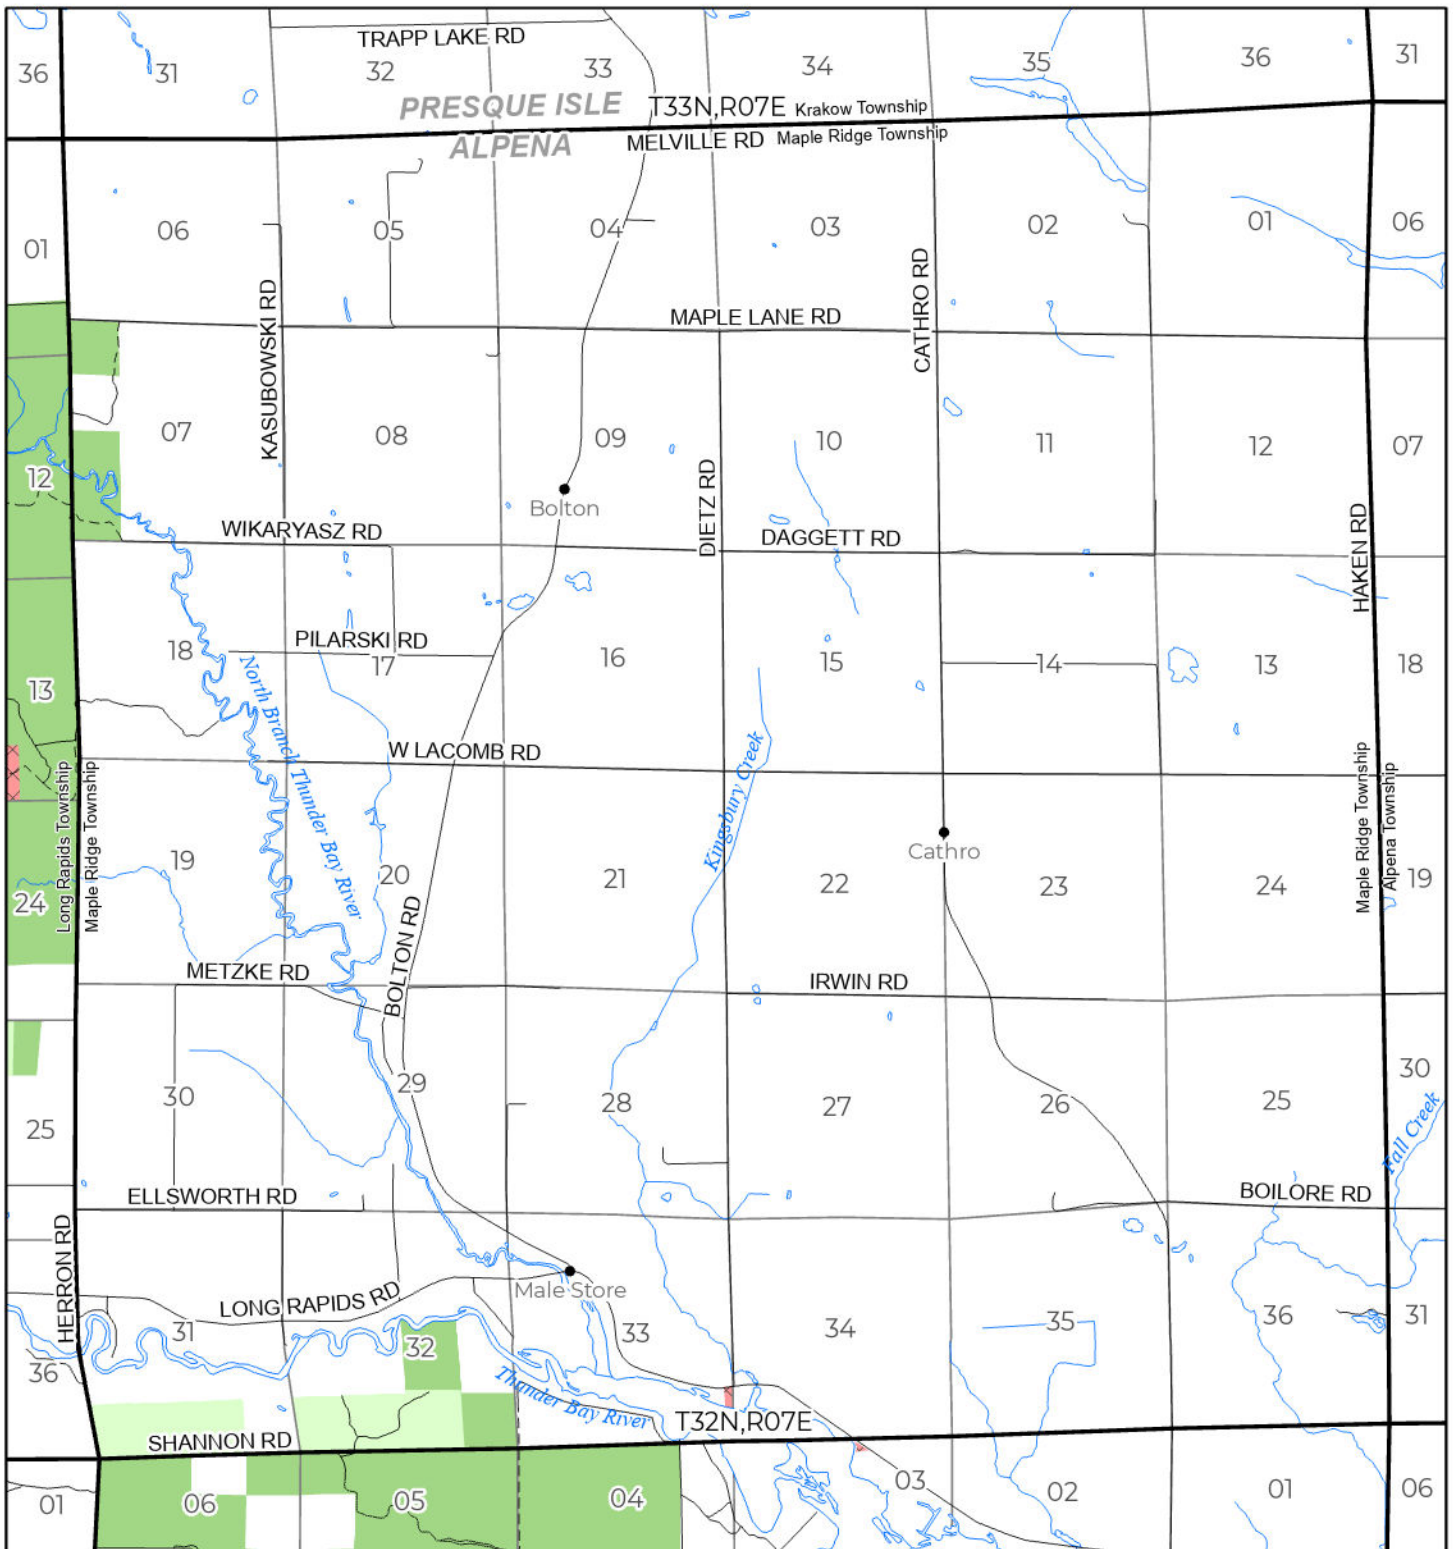 TRAPP LAKE RD
36
31
32
33
34
35
36
31
PRESQUE ISLE
T33N,R07E
Krakow Township
ALPENA
MELVILLE RD
Maple Ridge Township
01
06
05
04
03
02
01
06
KASUBOWSKI RD
MAPLE LANE RD
CATHRO RD
12
07
08
09
10
11
12
07
Bolton
DIETZ RD
WIKARYASZ RD
DAGGETT RD
HAKEN RD
13
18
PILARSKI RD
17
16
15
14
13
18
North Branch Thunder Bay River
W LACOMB RD
Kingsbury Creek
Long Rapids Township
Maple Ridge Township
Maple Ridge Township
Alpena Township
Cathro
24
19
20
21
22
23
24
19
BOLTON RD
METZKE RD
IRWIN RD
25
30
29
28
27
26
25
30
Fall Creek
ELLSWORTH RD
BOILORE RD
HERRON RD
LONG RAPIDS RD
Male Store
36
31
32
33
34
35
36
31
Thunder Bay River
T32N,R07E
SHANNON RD
01
06
05
04
03
02
01
06